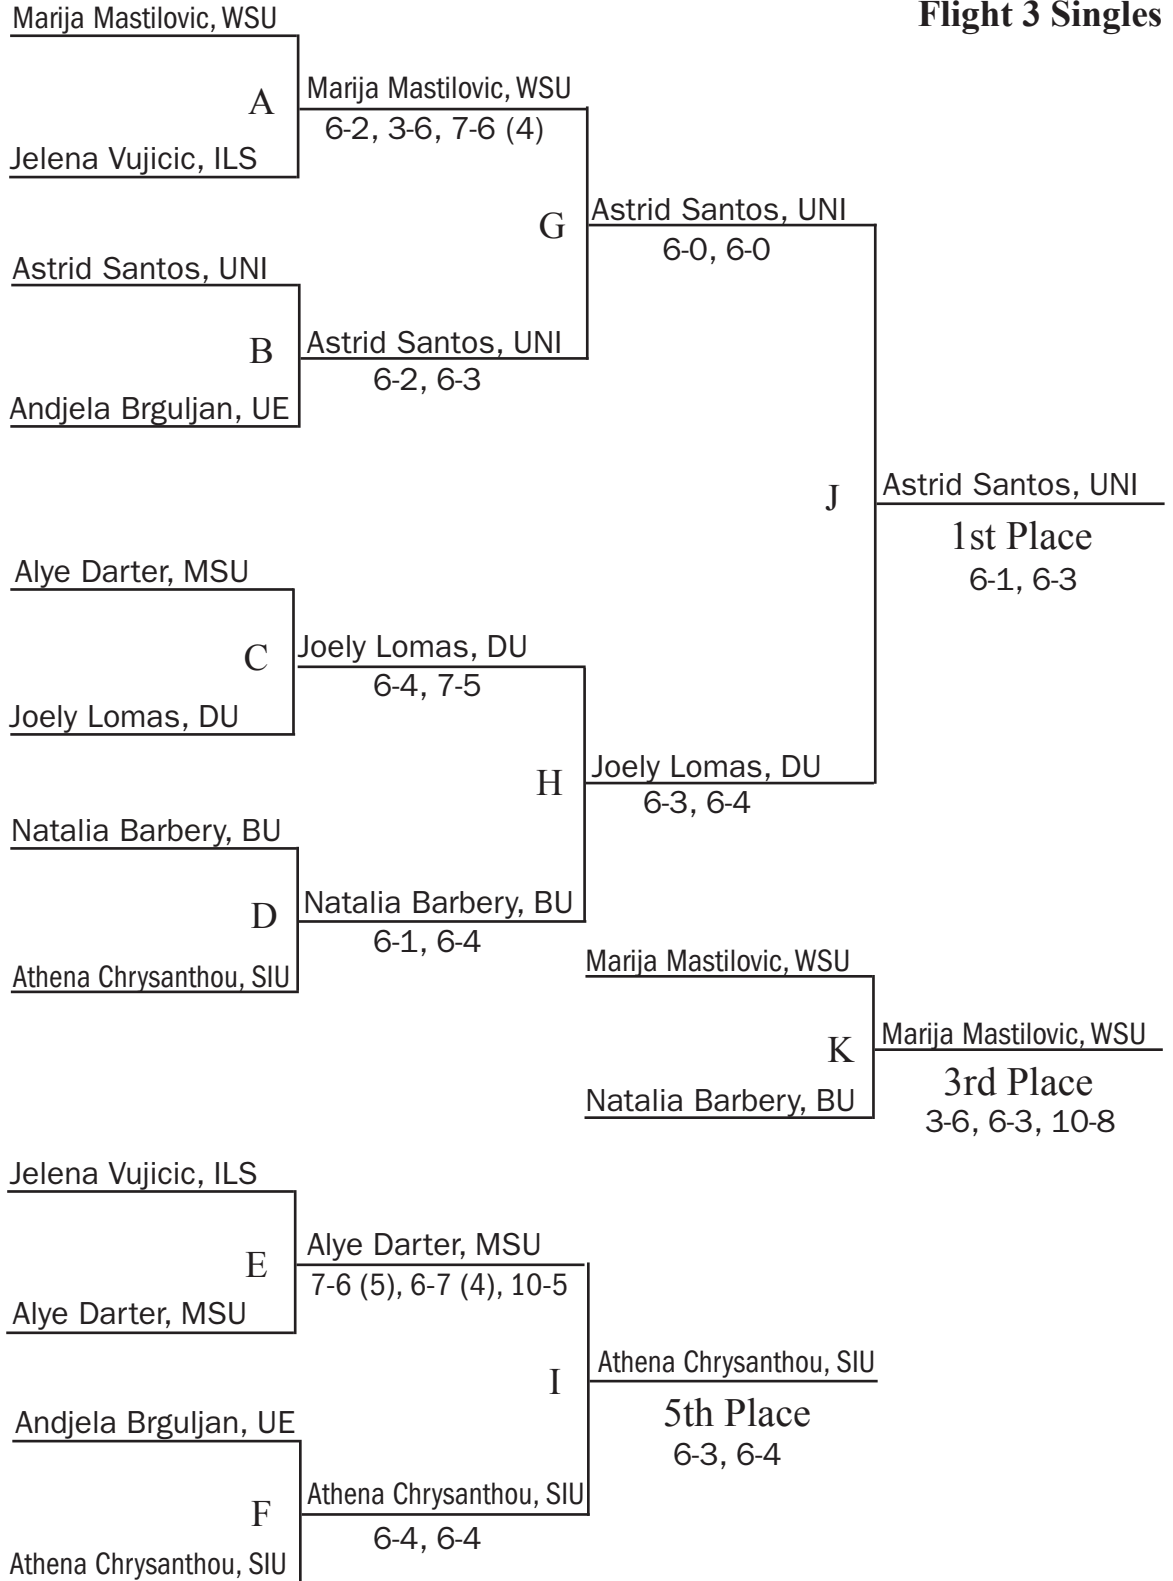 Flight 3 Singles
Marija Mastilovic, WSU
A
Marija Mastilovic, WSU
6-2, 3-6, 7-6 (4)
Jelena Vujicic, ILS
G
Astrid Santos, UNI
6-0, 6-0
Astrid Santos, UNI
B
Astrid Santos, UNI
6-2, 6-3
Andjela Brguljan, UE
J
Astrid Santos, UNI
1st Place
6-1, 6-3
Alye Darter, MSU
C
Joely Lomas, DU
6-4, 7-5
Joely Lomas, DU
H
Joely Lomas, DU
6-3, 6-4
Natalia Barbery, BU
D
Natalia Barbery, BU
6-1, 6-4
Athena Chrysanthou, SIU
Marija Mastilovic, WSU
K
Marija Mastilovic, WSU
3rd Place
3-6, 6-3, 10-8
Natalia Barbery, BU
Jelena Vujicic, ILS
E
Alye Darter, MSU
7-6 (5), 6-7 (4), 10-5
Alye Darter, MSU
I
Athena Chrysanthou, SIU
5th Place
6-3, 6-4
Andjela Brguljan, UE
F
Athena Chrysanthou, SIU
6-4, 6-4
Athena Chrysanthou, SIU